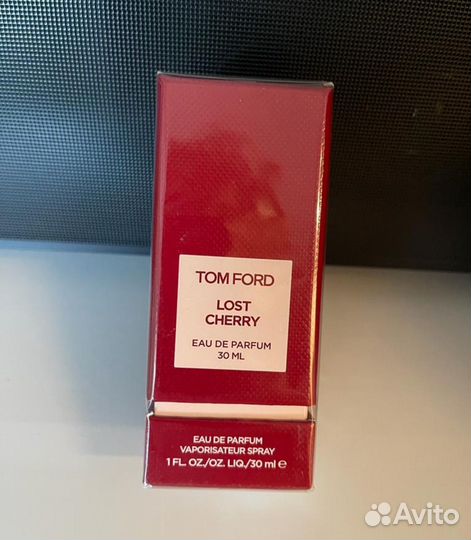 TOM FORD
LOST
CHERRY
EAU DE PARFUM
30 ML
EAU DE PARFUM
VAPORISATEUR SPRAY
1 FL. OZ./OZ. LIQ./30 ml ℮
Avito